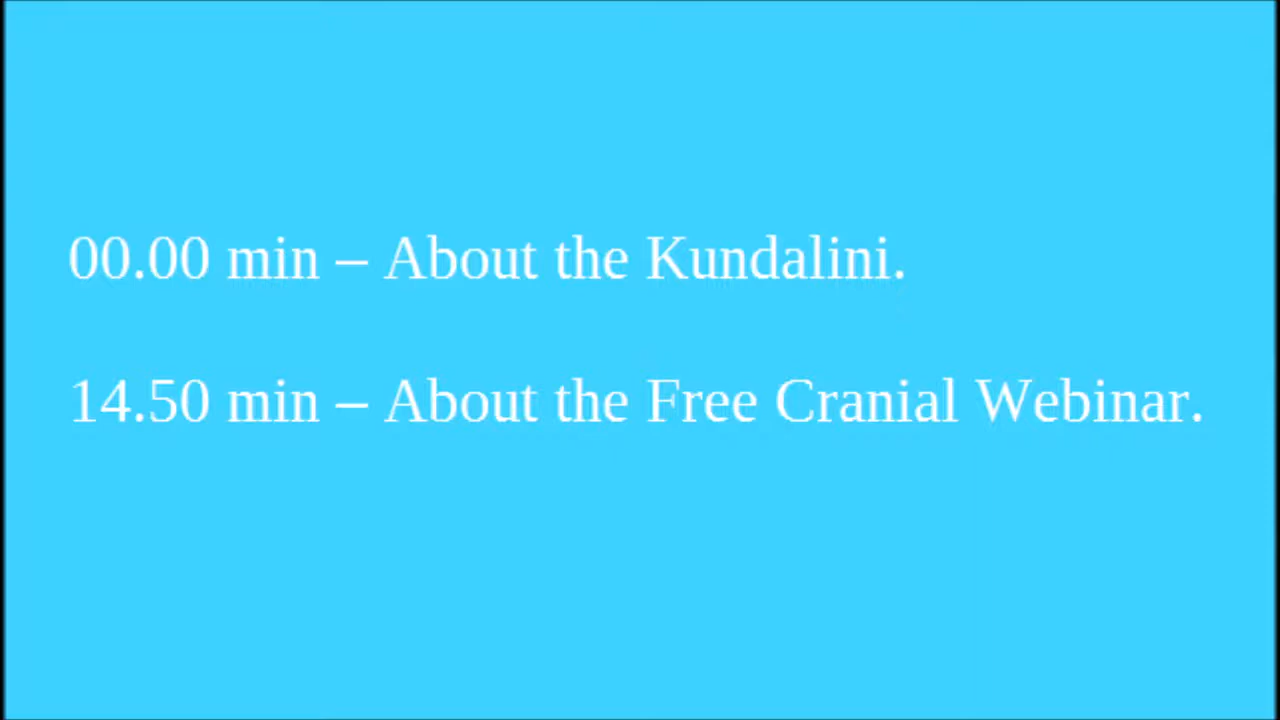 00.00 min – About the Kundalini.
14.50 min – About the Free Cranial Webinar.